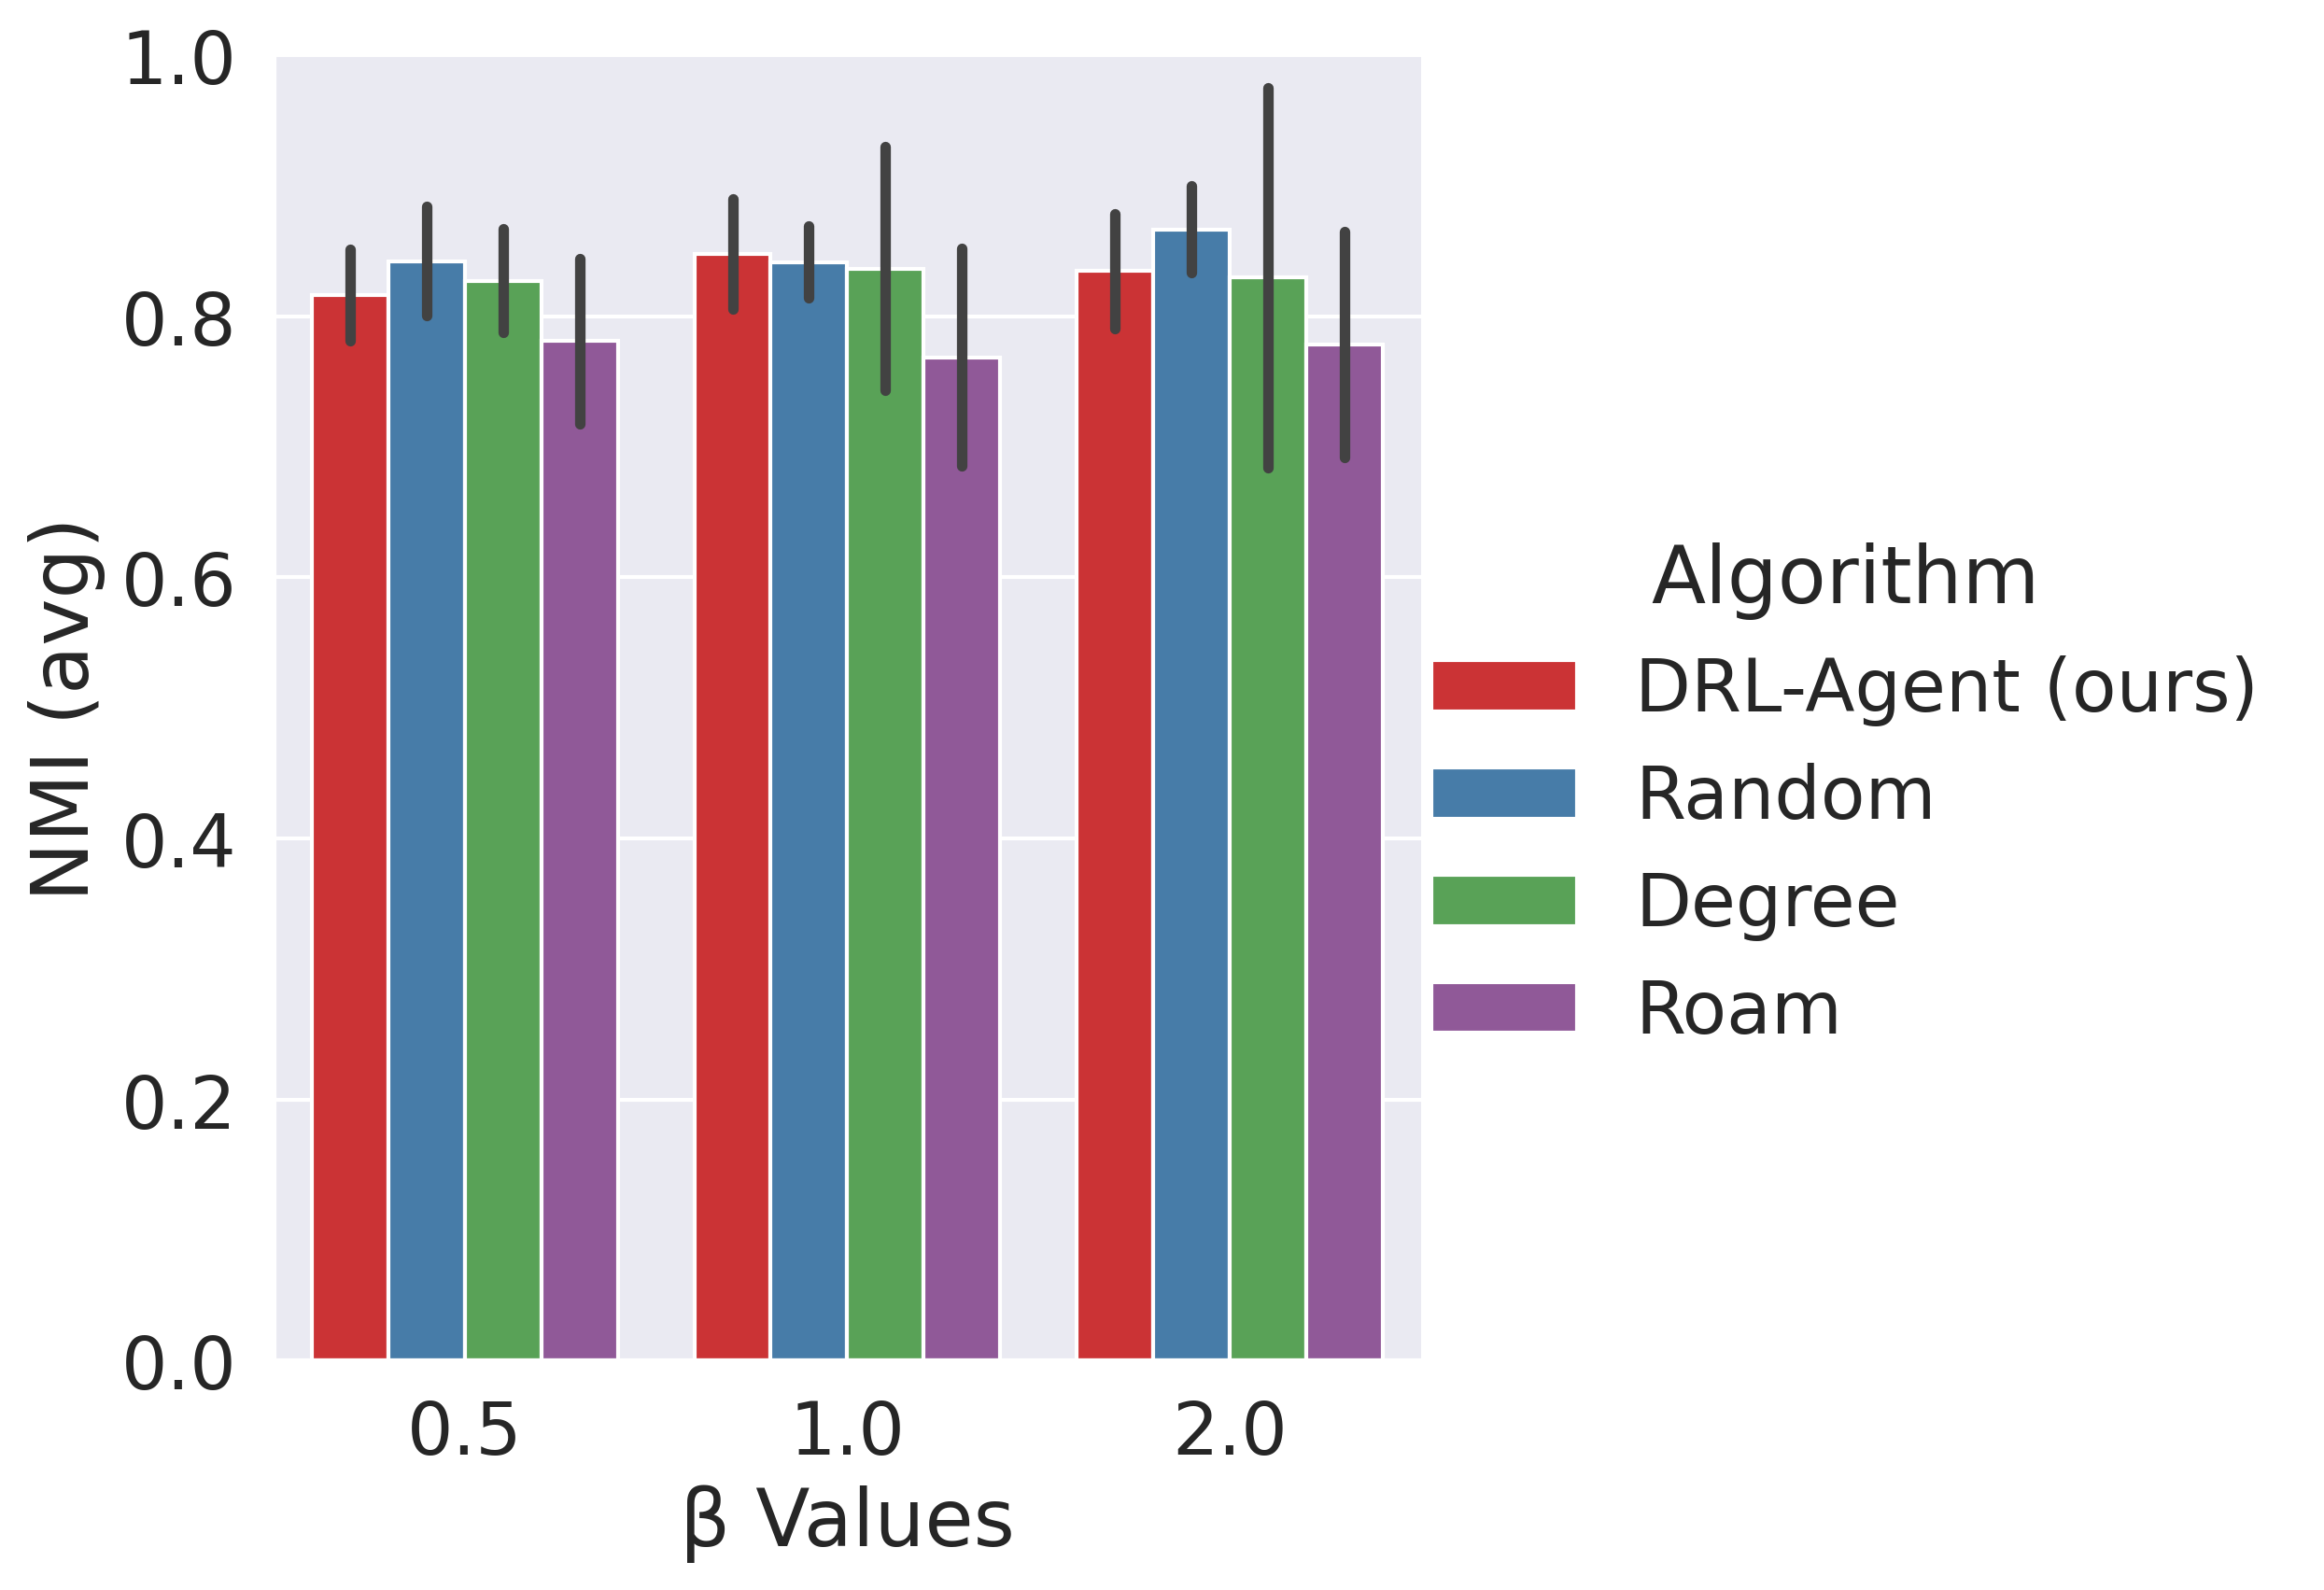 1.0
0.8
0.6
0.4
0.2
0.0
NMI (avg)
0.5 1.0 2.0
β Values
Algorithm
DRL-Agent (ours)
Random
Degree
Roam